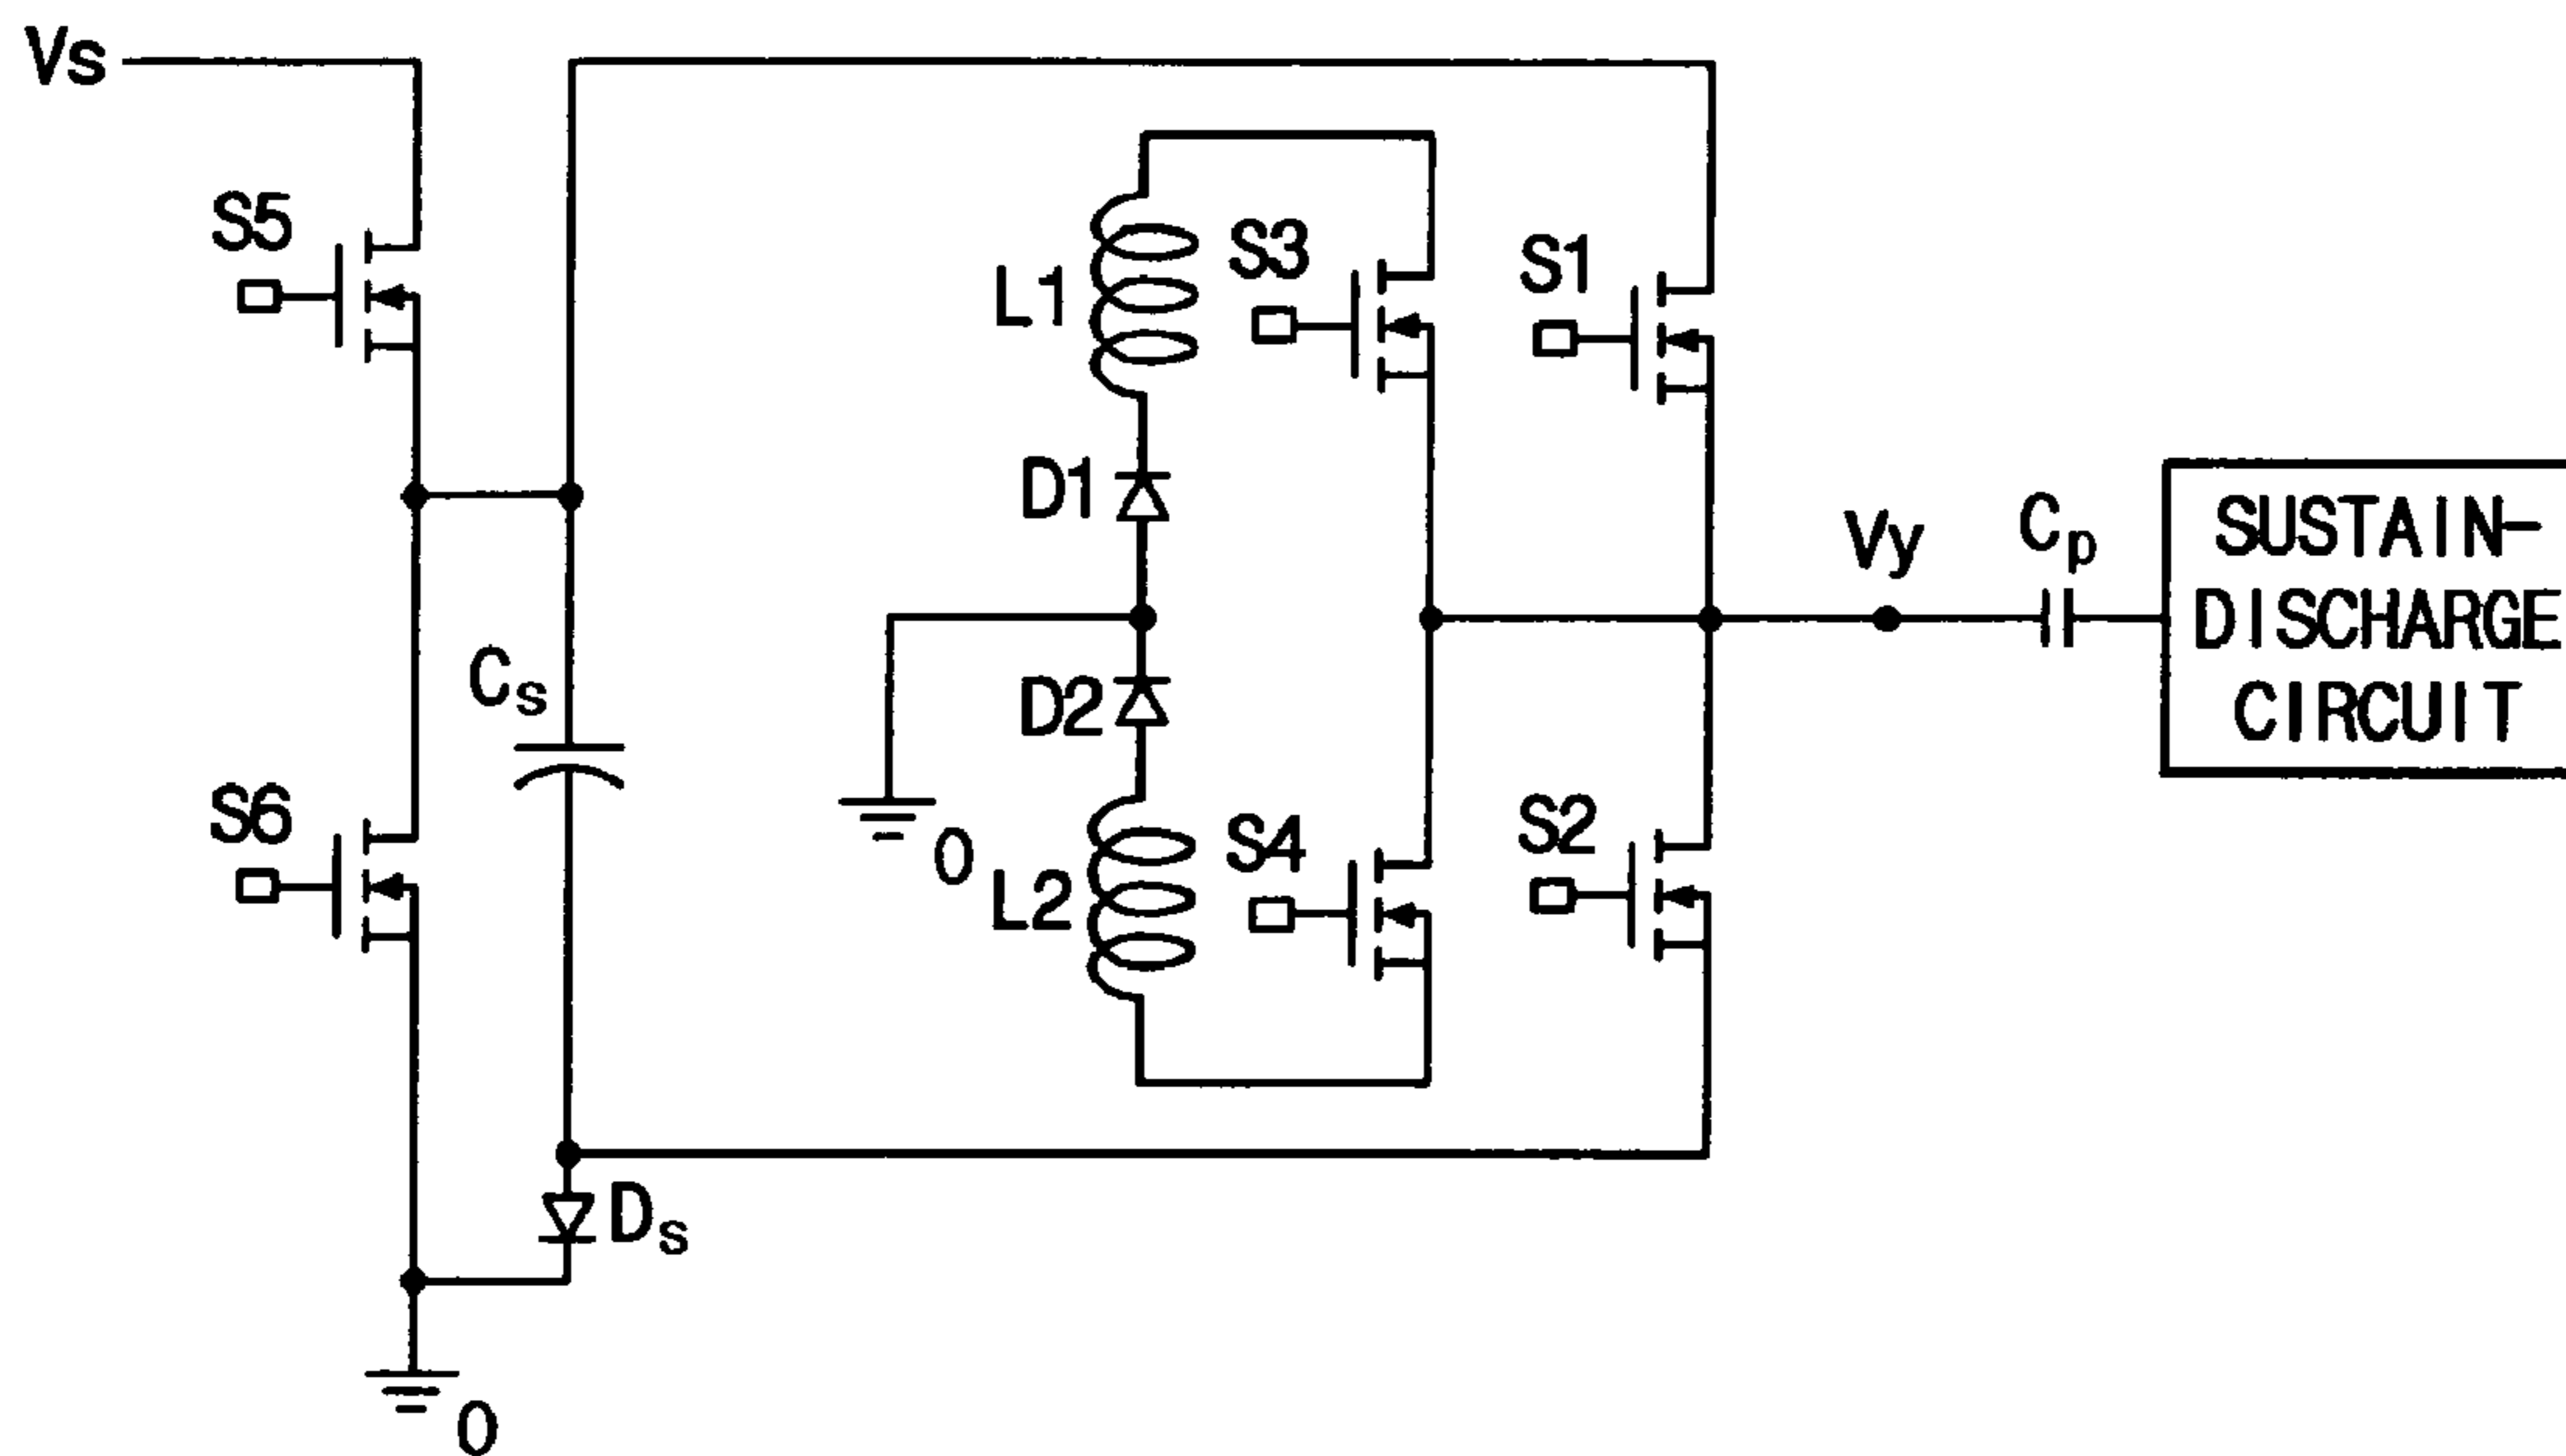 Vs
S5
S3
S1
L1
D1
Vy
Cp
SUSTAIN-
DISCHARGE
CIRCUIT
Cs
D2
S6
0
L2
S4
S2
Ds
0